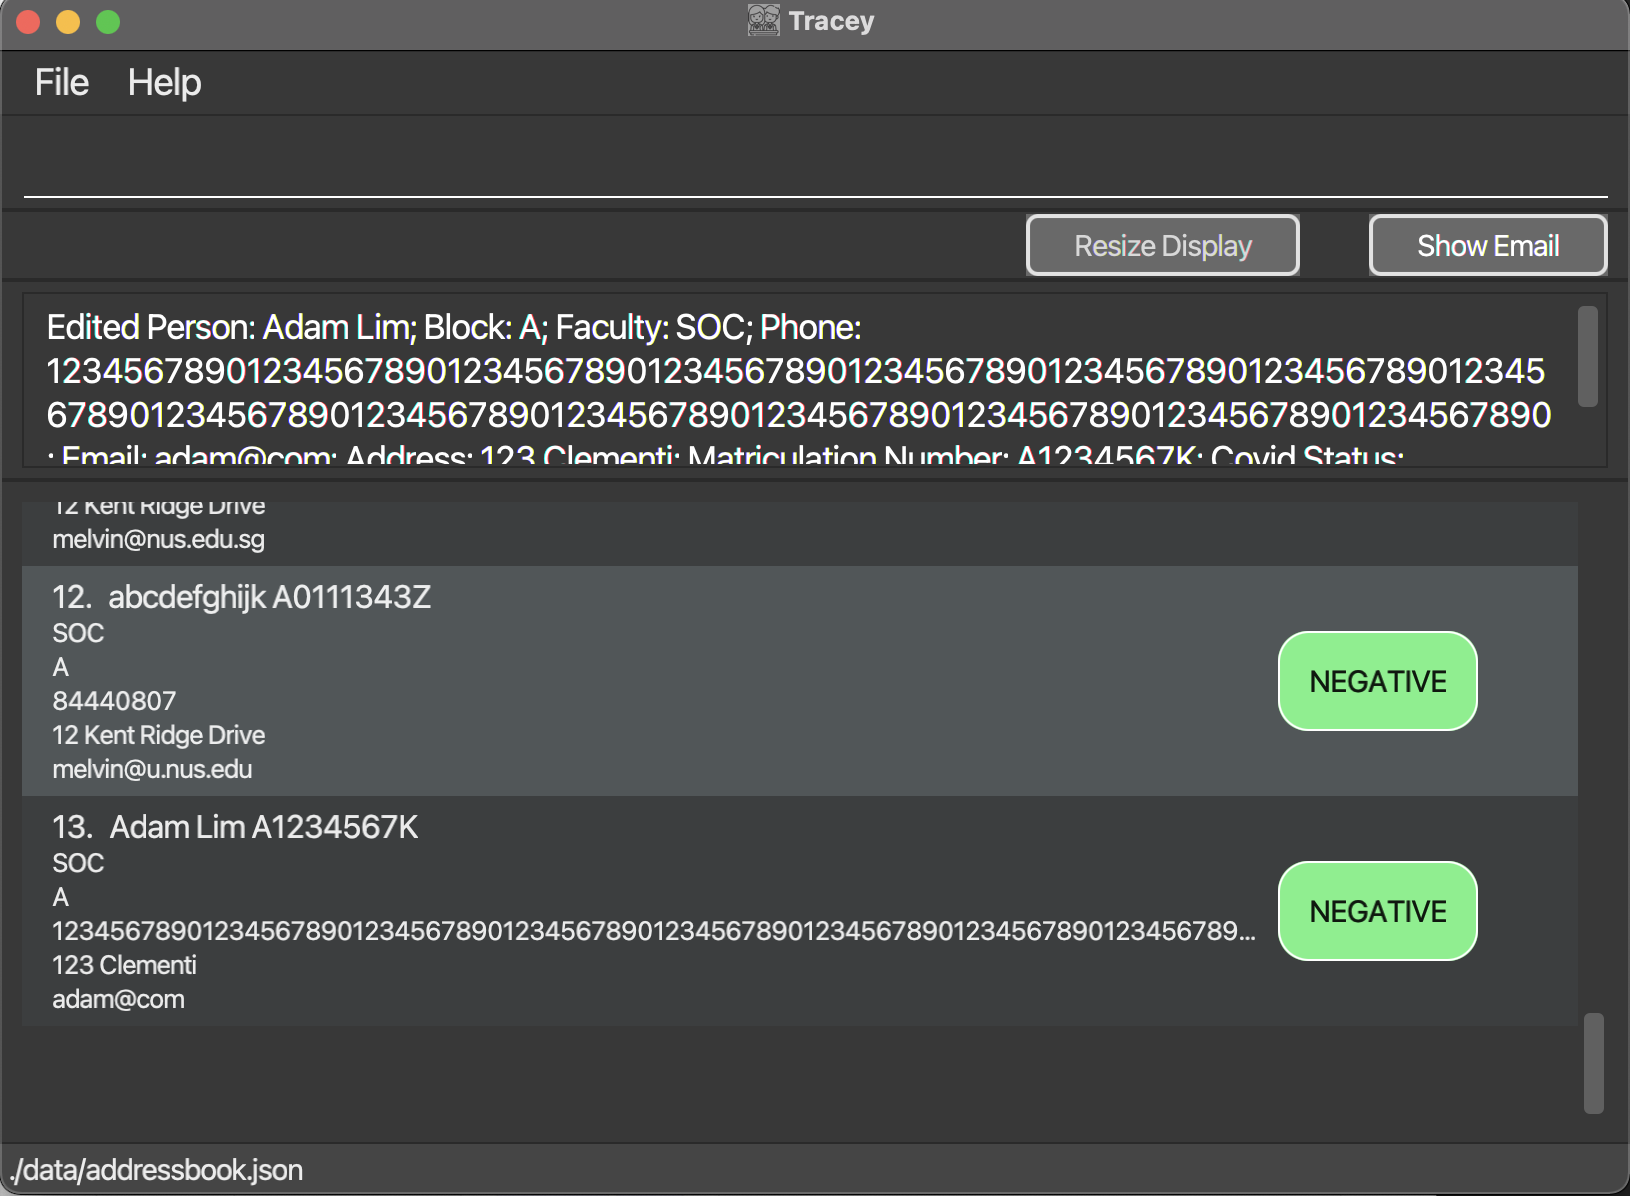 Tracey
File Help
Resize Display Show Email
Edited Person: Adam Lim; Block: A; Faculty: SOC; Phone:
123456789012345678901234567890123456789012345678901234567890123456789012345
678901234567890123456789012345678901234567890123456789012345678901234567890
; Email: adam@com; Address: 123 Clementi; Matriculation Number: A1234567K; Covid Status:
12 Kent Ridge Drive
melvin@nus.edu.sg
12. abcdefghijk A0111343Z
SOC
A
84440807
12 Kent Ridge Drive
melvin@u.nus.edu
NEGATIVE
13. Adam Lim A1234567K
SOC
A
1234567890123456789012345678901234567890123456789012345678901234567890123456789...
123 Clementi
adam@com
NEGATIVE
./data/addressbook.json